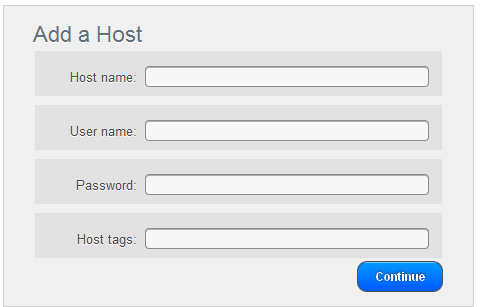 Add a Host
Host name:
User name:
Password:
Host tags:
Continue